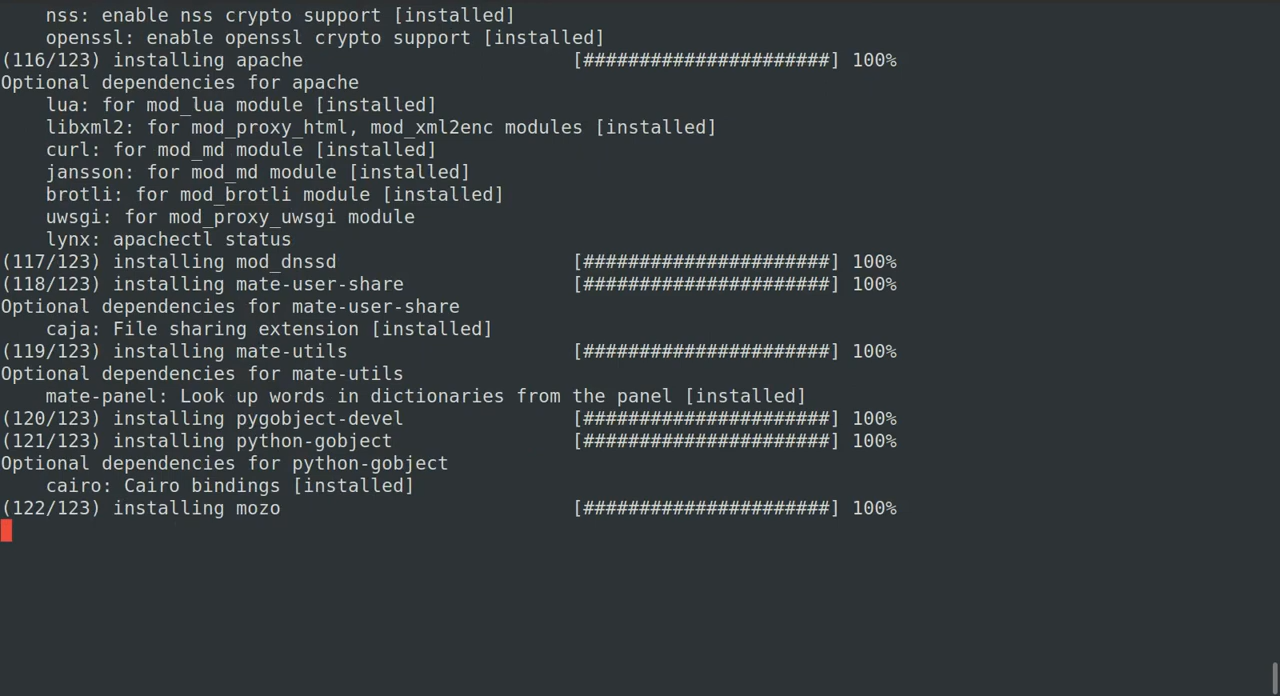 nss: enable nss crypto support [installed]
openssl: enable openssl crypto support [installed]
(116/123) installing apache [######################] 100%
Optional dependencies for apache
lua: for mod_lua module [installed]
libxml2: for mod_proxy_html, mod_xml2enc modules [installed]
curl: for mod_md module [installed]
jansson: for mod_md module [installed]
brotli: for mod_brotli module [installed]
uwsgi: for mod_proxy_uwsgi module
lynx: apachectl status
(117/123) installing mod_dnssd [######################] 100%
(118/123) installing mate-user-share [######################] 100%
Optional dependencies for mate-user-share
caja: File sharing extension [installed]
(119/123) installing mate-utils [######################] 100%
Optional dependencies for mate-utils
mate-panel: Look up words in dictionaries from the panel [installed]
(120/123) installing pygobject-devel [######################] 100%
(121/123) installing python-gobject [######################] 100%
Optional dependencies for python-gobject
cairo: Cairo bindings [installed]
(122/123) installing mozo [######################] 100%